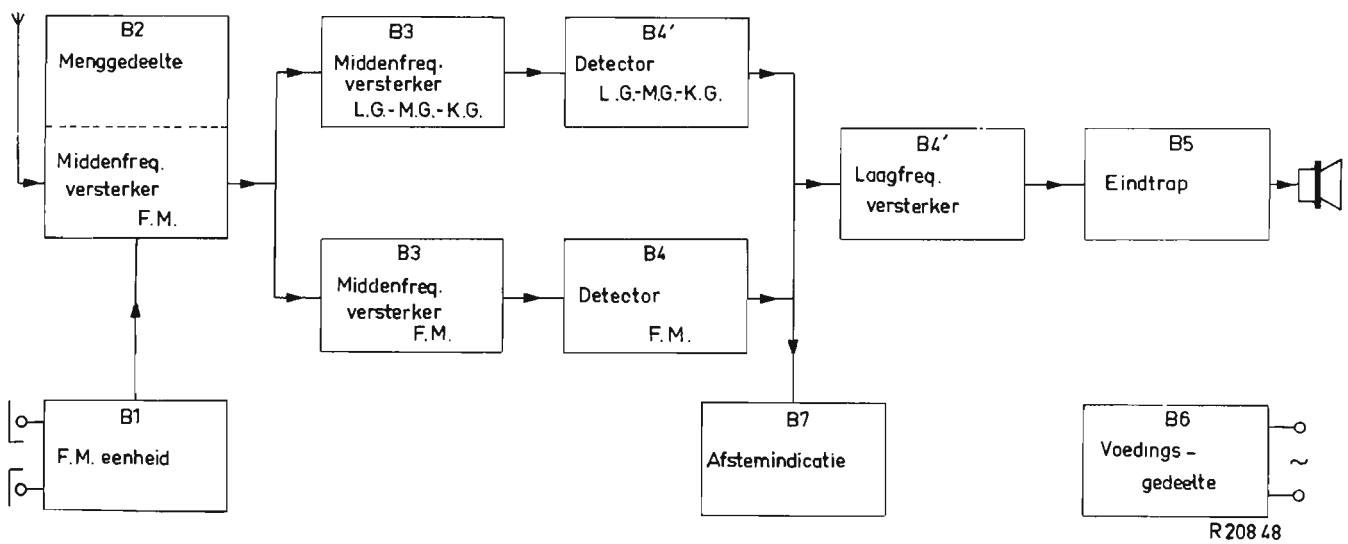 B2
Menggedeelte
Middenfreq.
versterker
F.M.
B3
Middenfreq.
versterker
L.G.-M.G.-K.G.
B4'
Detector
L.G.-M.G.-K.G.
B3
Middenfreq.
versterker
F.M.
B4
Detector
F.M.
B4'
Laagfreq.
versterker
B5
Eindtrap
B1
F.M. eenheid
B7
Afstemindicatie
B6
Voedings-
gedeelte
~
R 208 48